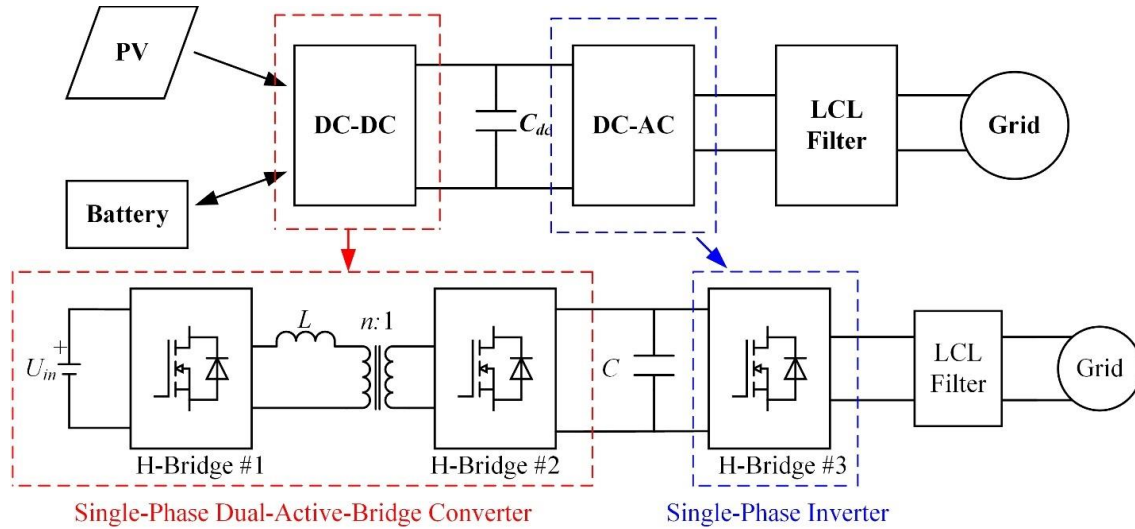 PV
DC-DC
C_dc
DC-AC
LCL
Filter
Grid
Battery
U_in
+
H-Bridge #1
L
n:1
H-Bridge #2
C
H-Bridge #3
LCL
Filter
Grid
Single-Phase Dual-Active-Bridge Converter
Single-Phase Inverter